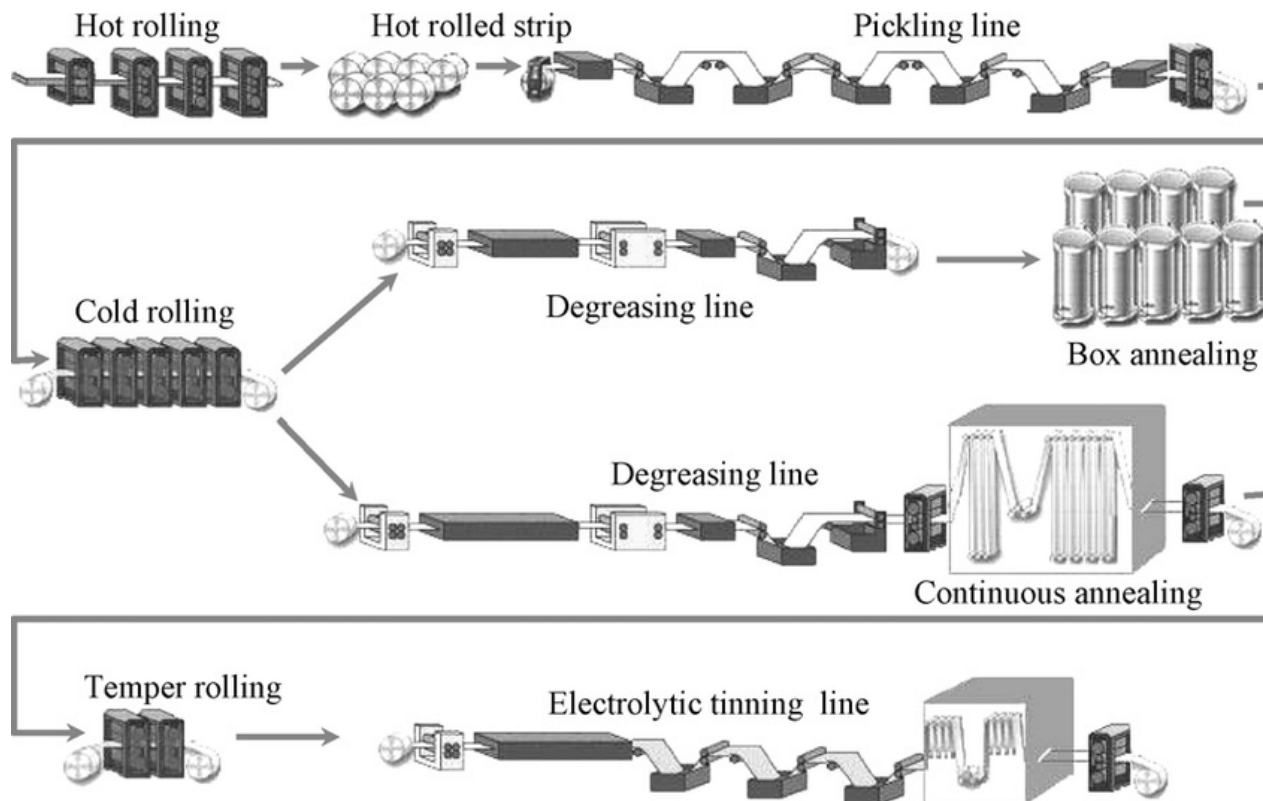 Hot rolling
Hot rolled strip
Pickling line
Degreasing line
Box annealing
Cold rolling
Degreasing line
Continuous annealing
Temper rolling
Electrolytic tinning line